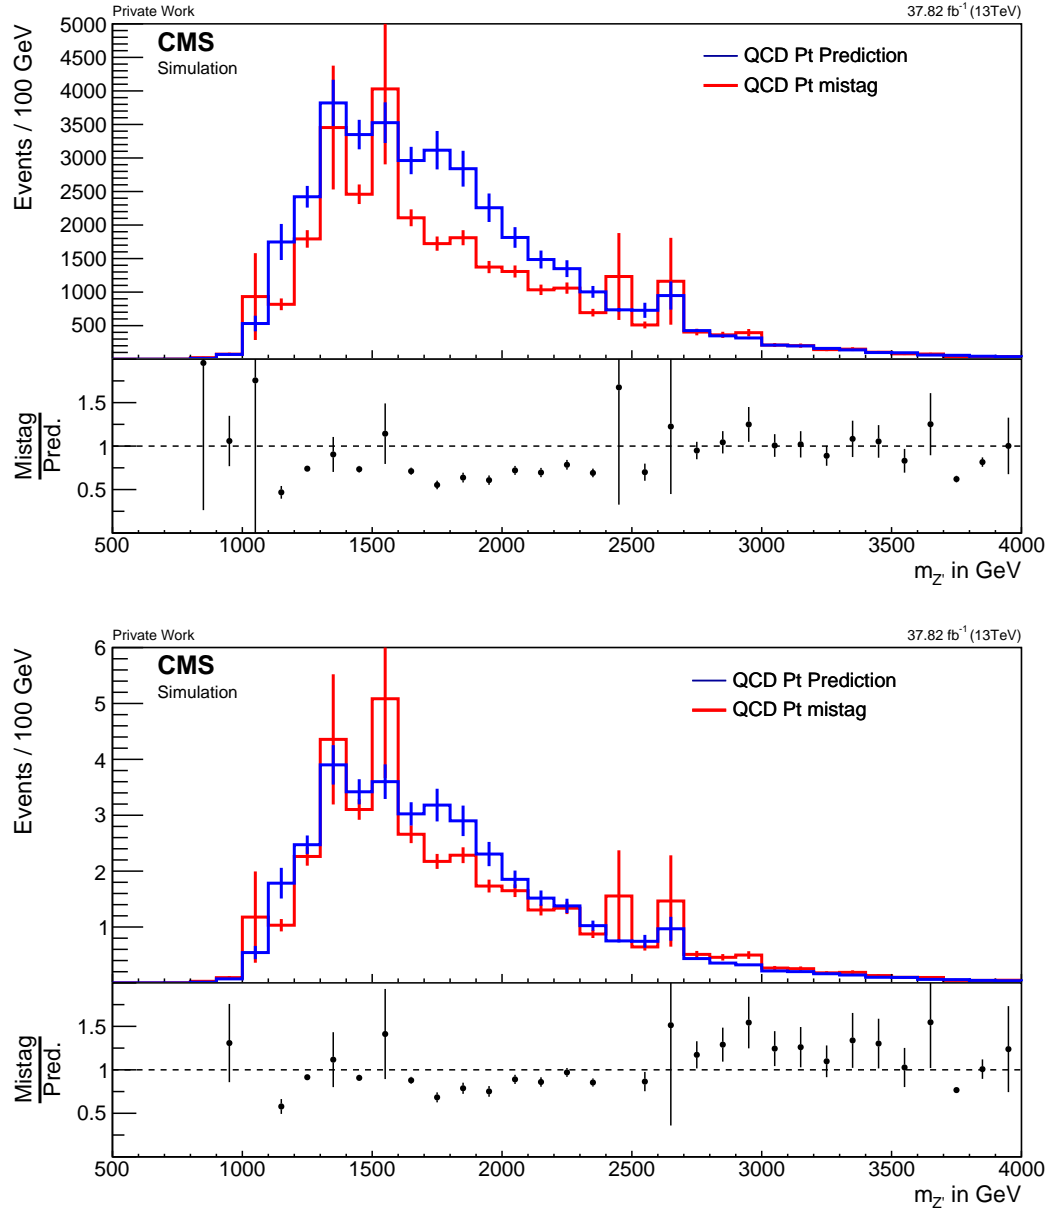 Private Work 37.82 fb⁻¹ (13TeV)
CMS
Simulation
QCD Pt Prediction
QCD Pt mistag
Events / 100 GeV
5000
4500
4000
3500
3000
2500
2000
1500
1000
500
Mistag
Pred.
1.5
1
0.5
500 1000 1500 2000 2500 3000 3500 4000
m_Z' in GeV
Private Work 37.82 fb⁻¹ (13TeV)
CMS
Simulation
QCD Pt Prediction
QCD Pt mistag
Events / 100 GeV
6
5
4
3
2
1
Mistag
Pred.
1.5
1
0.5
500 1000 1500 2000 2500 3000 3500 4000
m_Z' in GeV